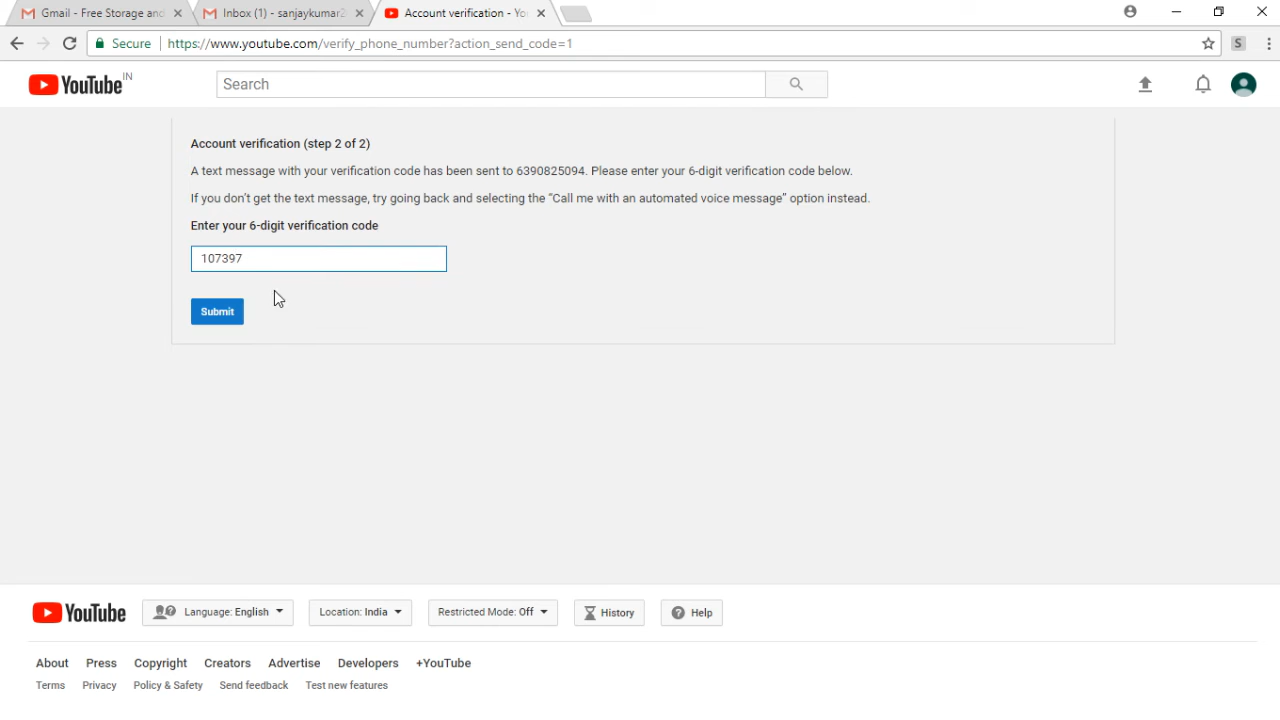 Gmail - Free Storage and
Inbox (1) - sanjaykumar2
Account verification - Yo
Secure
https://www.youtube.com/verify_phone_number?action_send_code=1
S
YouTube IN
Search
Account verification (step 2 of 2)
A text message with your verification code has been sent to 6390825094. Please enter your 6-digit verification code below.
If you don't get the text message, try going back and selecting the “Call me with an automated voice message” option instead.
Enter your 6-digit verification code
107397
Submit
YouTube
Language: English
Location: India
Restricted Mode: Off
History
Help
About Press Copyright Creators Advertise Developers +YouTube
Terms Privacy Policy & Safety Send feedback Test new features